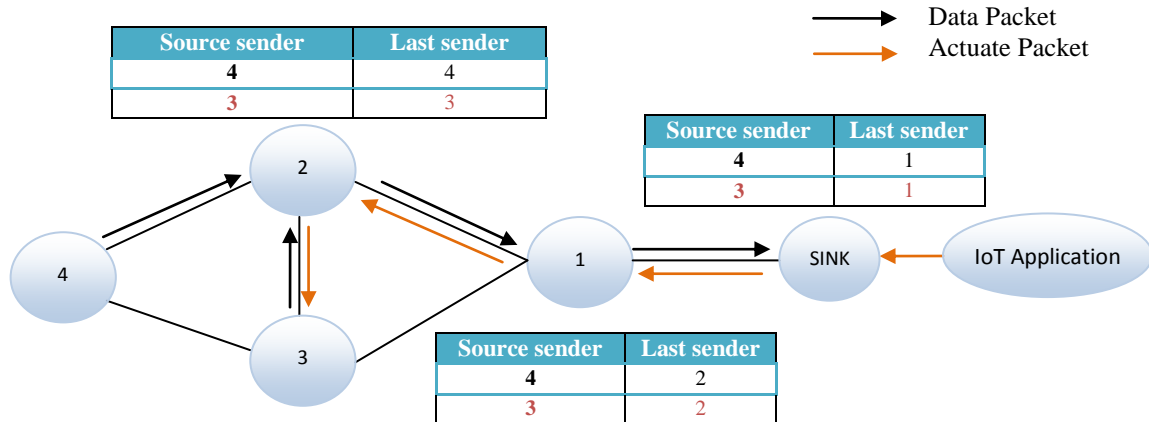 Data Packet
Actuate Packet
Source sender Last sender
4 4
3 3
Source sender Last sender
4 1
3 1
2
4
1
SINK
IoT Application
3
Source sender Last sender
4 2
3 2